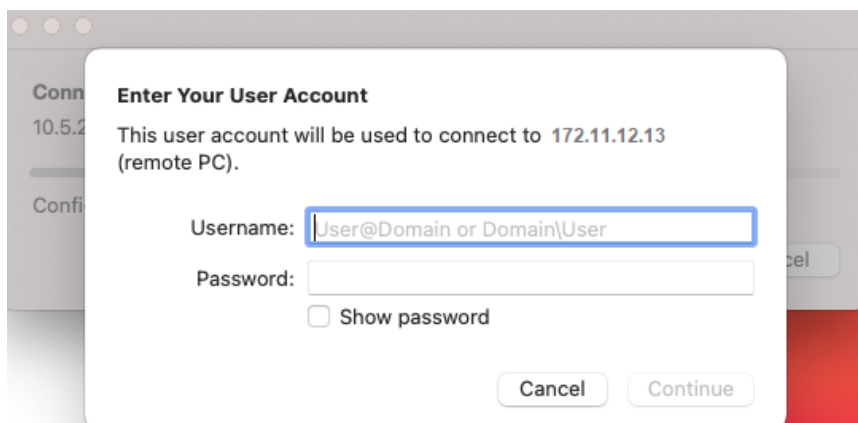 Conn
10.5.2
Confi
cel
Enter Your User Account
This user account will be used to connect to 172.11.12.13
(remote PC).
Username: User@Domain or Domain\User
Password:
Show password
Cancel Continue